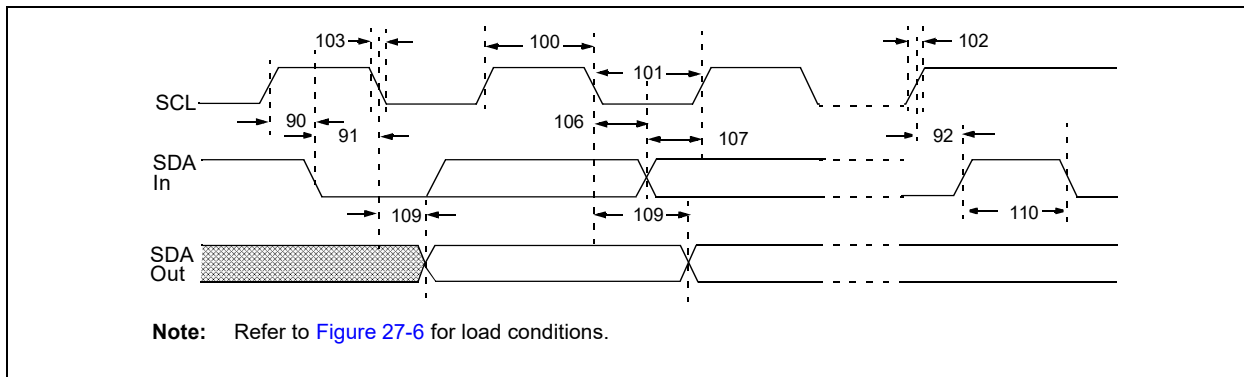 103
100
102
101
SCL
90
91
106
107
92
SDA
In
109
109
110
SDA
Out
Note: Refer to Figure 27-6 for load conditions.